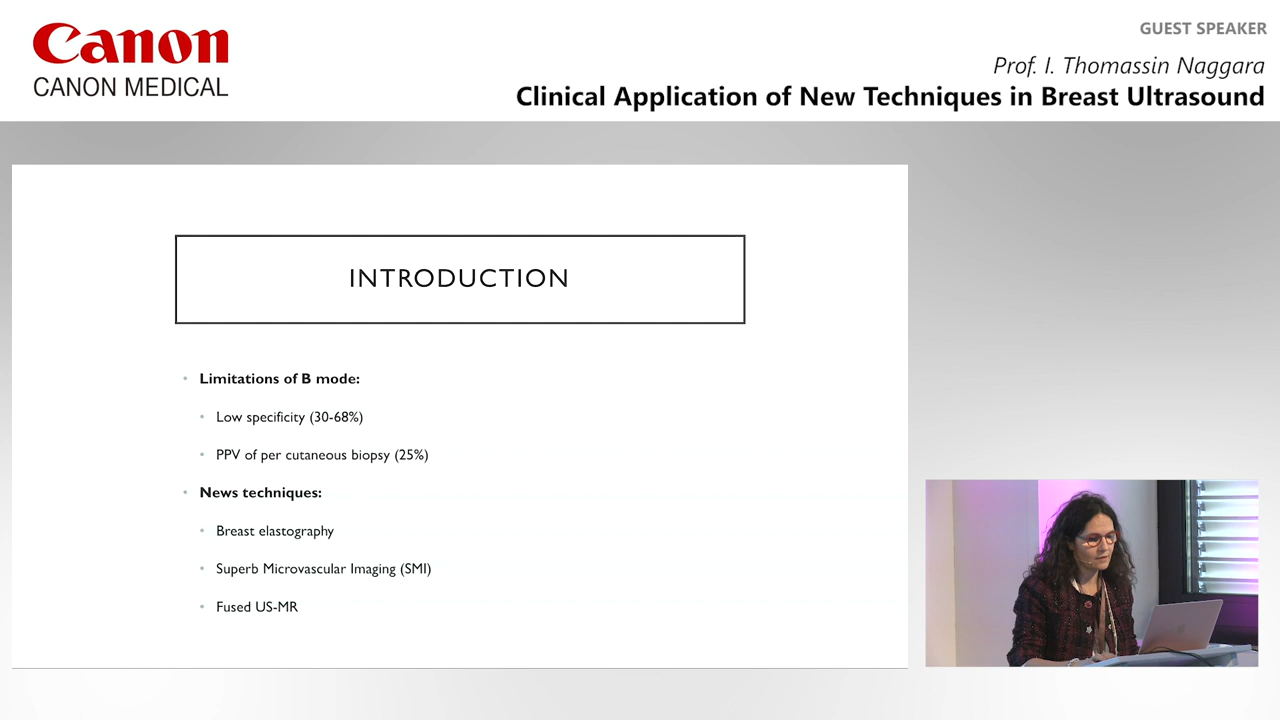 Canon
CANON MEDICAL
GUEST SPEAKER
Prof. I. Thomassin Naggara
Clinical Application of New Techniques in Breast Ultrasound
INTRODUCTION
• Limitations of B mode:
• Low specificity (30-68%)
• PPV of per cutaneous biopsy (25%)
• News techniques:
• Breast elastography
• Superb Microvascular Imaging (SMI)
• Fused US-MR